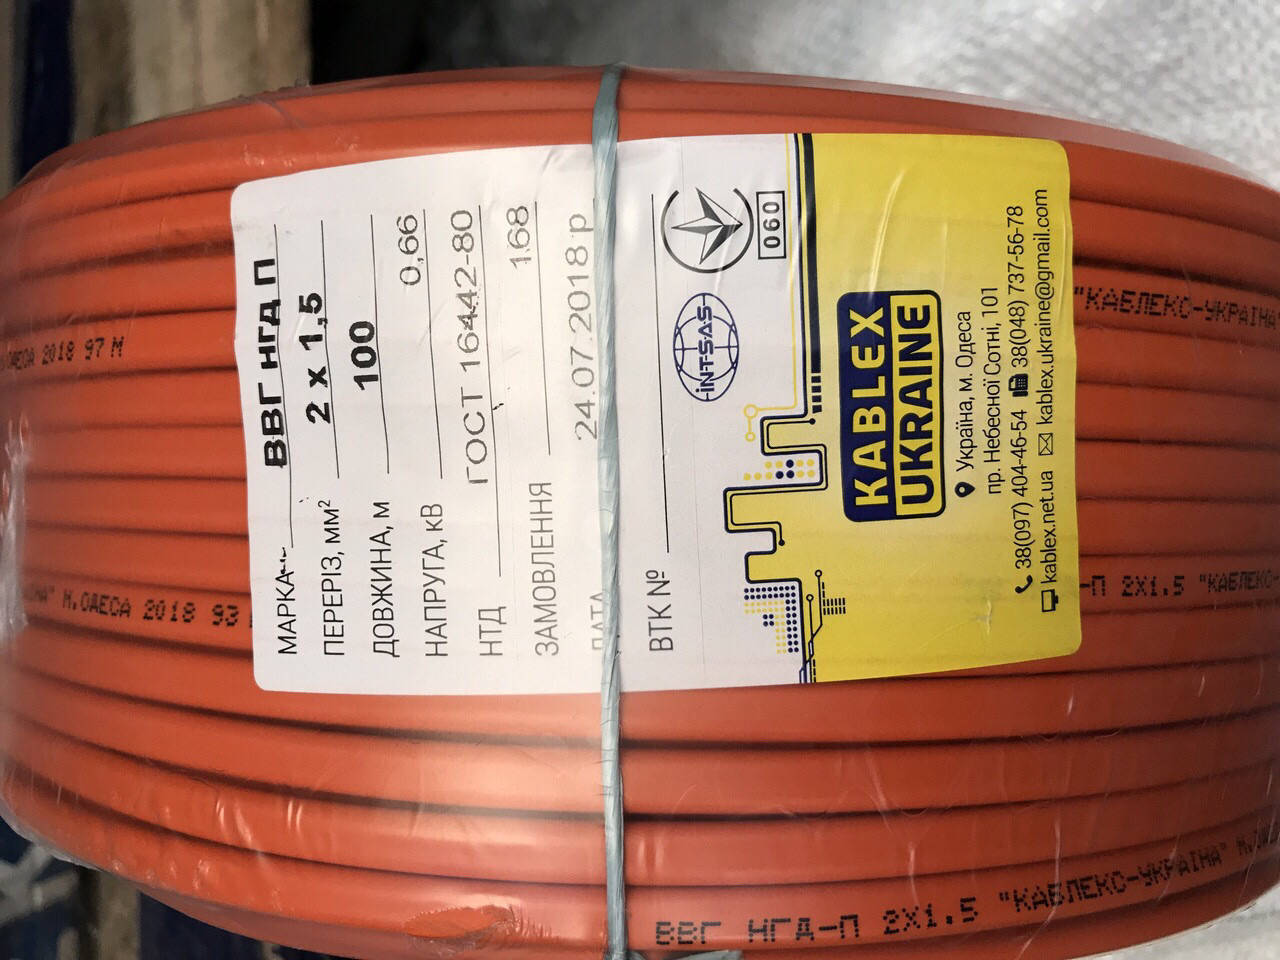 МАРКА ВВГ НГД П
ПЕРЕРІЗ, мм² 2 х 1,5
ДОВЖИНА, м 100
НАПРУГА, кВ 0,66
НТД ГОСТ 16442-80
ЗАМОВЛЕННЯ 168
ДАТА 24.07.2018 р
ВТК №
INTSAS
060
KABLEX
UKRAINE
Україна, м. Одеса
пр. Небесної Сотні, 101
38(097) 404-46-54 38(048) 737-56-78
kablex.net.ua kablex.ukraine@gmail.com
2018 97 М
М.ОДЕСА 2018 93
"КАБЛЕКС-УКРАЇНА"
-П 2Х1.5 "КАБЛЕКС-
ВВГ НГД-П 2Х1.5 "КАБЛЕКС-УКРАЇНА"